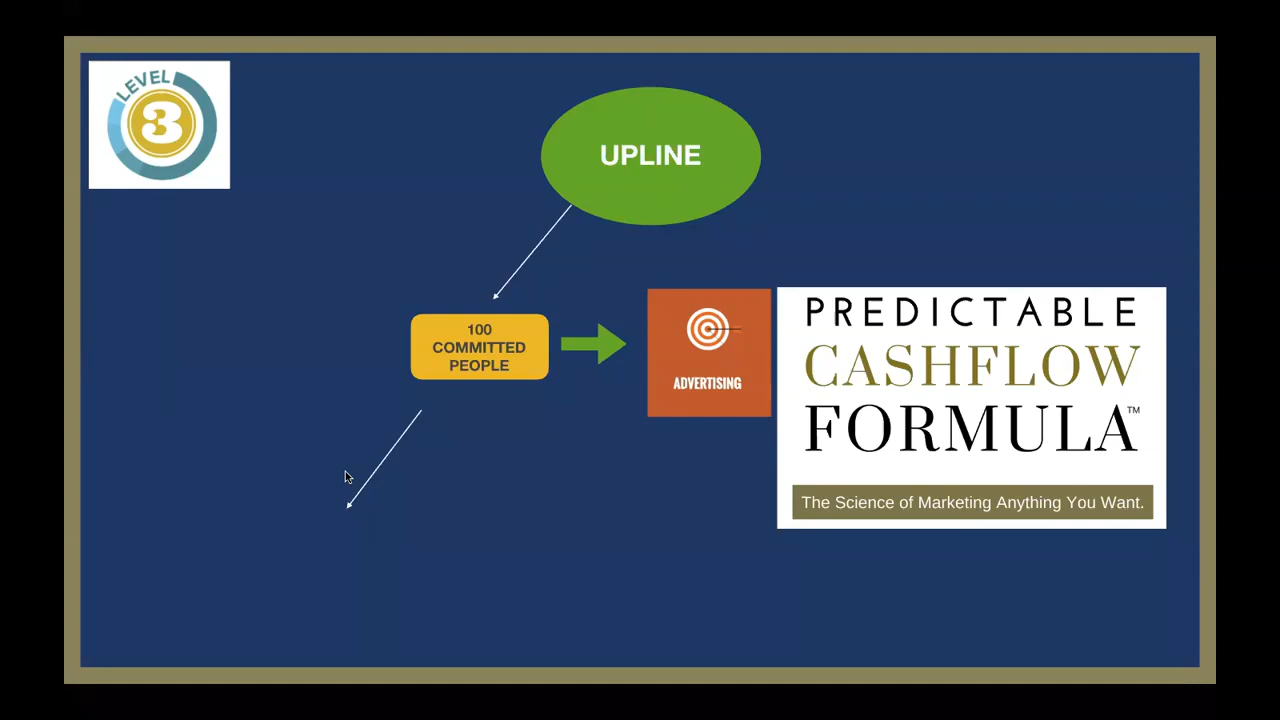 LEVEL
3
UPLINE
100
COMMITTED
PEOPLE
ADVERTISING
PREDICTABLE
CASHFLOW
FORMULA™
The Science of Marketing Anything You Want.